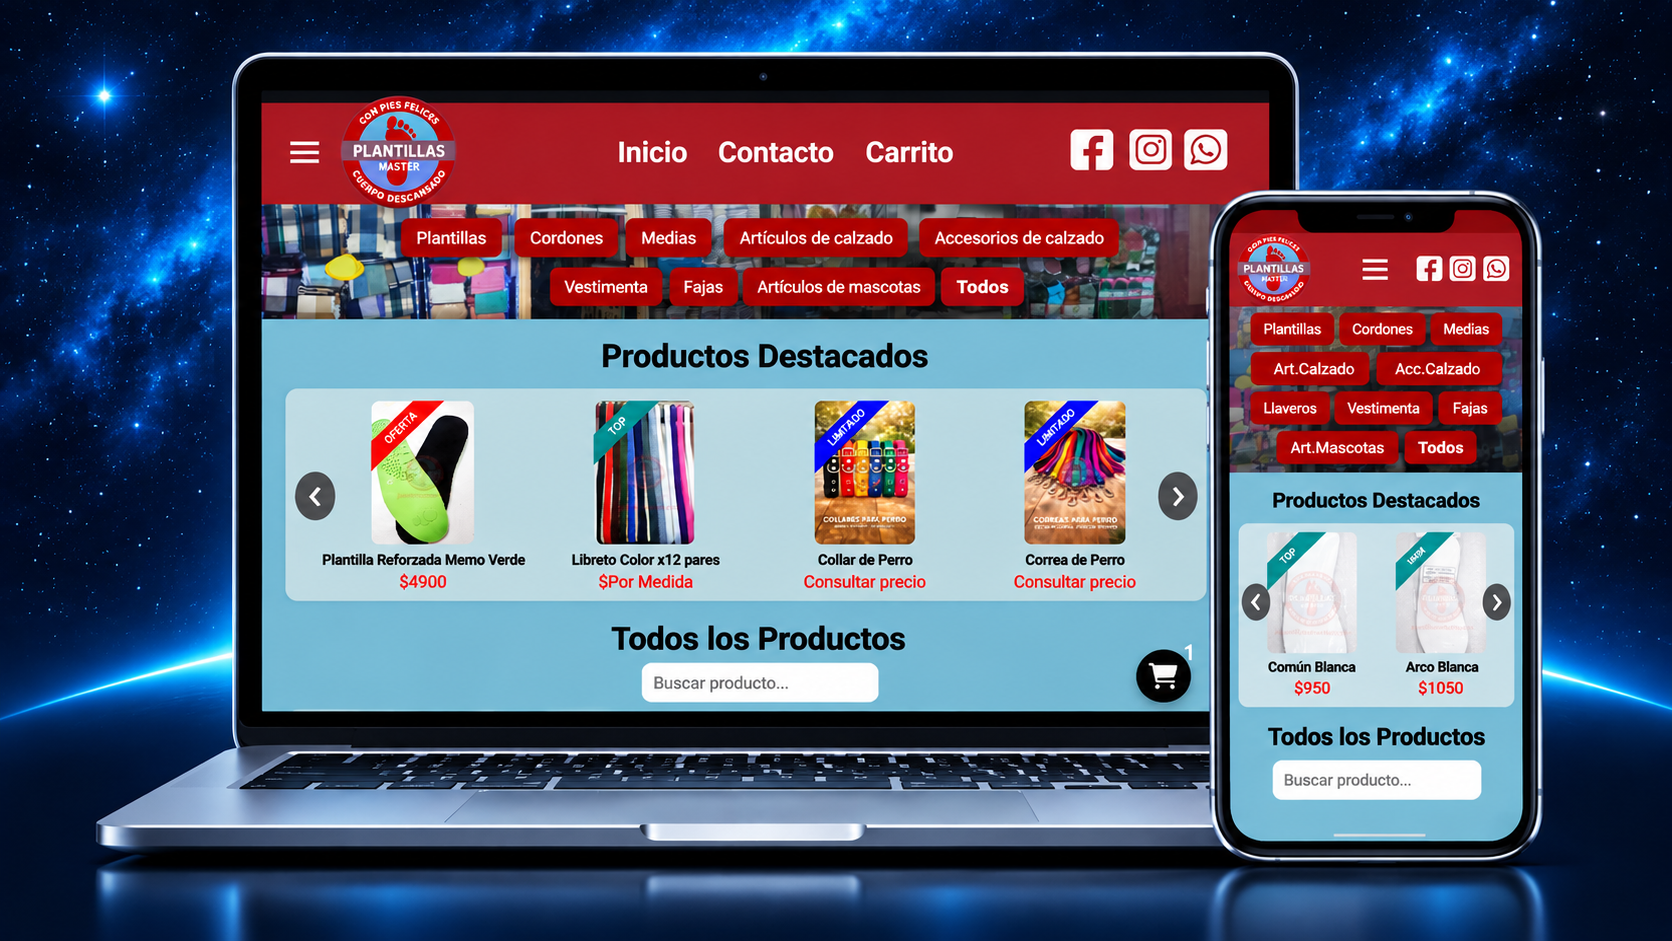 CON PIES FELICES
PLANTILLAS
MASTER
CUERPO DESCANSADO
Inicio Contacto Carrito
Plantillas Cordones Medias Artículos de calzado Accesorios de calzado
Vestimenta Fajas Artículos de mascotas Todos
Productos Destacados
OFERTA TOP LIMITADO LIMITADO
COLLARES PARA PERRO
CORREAS PARA PERRO
Plantilla Reforzada Memo Verde Libreto Color x12 pares Collar de Perro Correa de Perro
$4900 $Por Medida Consultar precio Consultar precio
Todos los Productos
Buscar producto...
1
CON PIES FELICES
PLANTILLAS
MASTER
CUERPO DESCANSADO
Plantillas Cordones Medias
Art.Calzado Acc.Calzado
Llaveros Vestimenta Fajas
Art.Mascotas Todos
Productos Destacados
TOP
Común Blanca Arco Blanca
$950 $1050
Todos los Productos
Buscar producto...